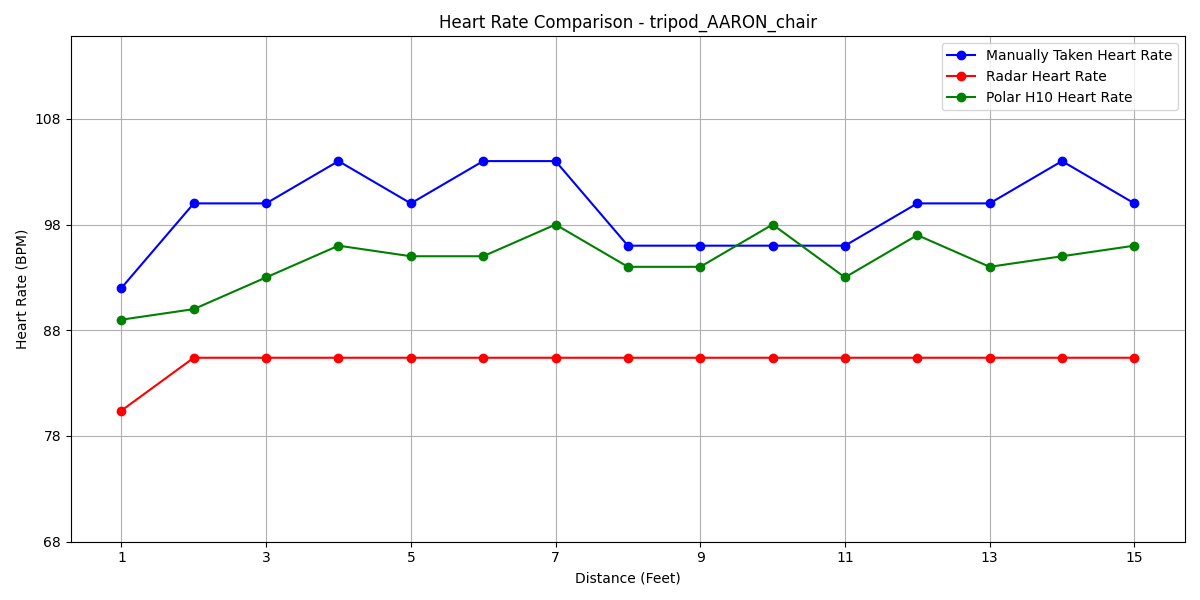 Heart Rate Comparison - tripod_AARON_chair
Manually Taken Heart Rate
Radar Heart Rate
Polar H10 Heart Rate
Heart Rate (BPM)
108
98
88
78
68
1 3 5 7 9 11 13 15
Distance (Feet)